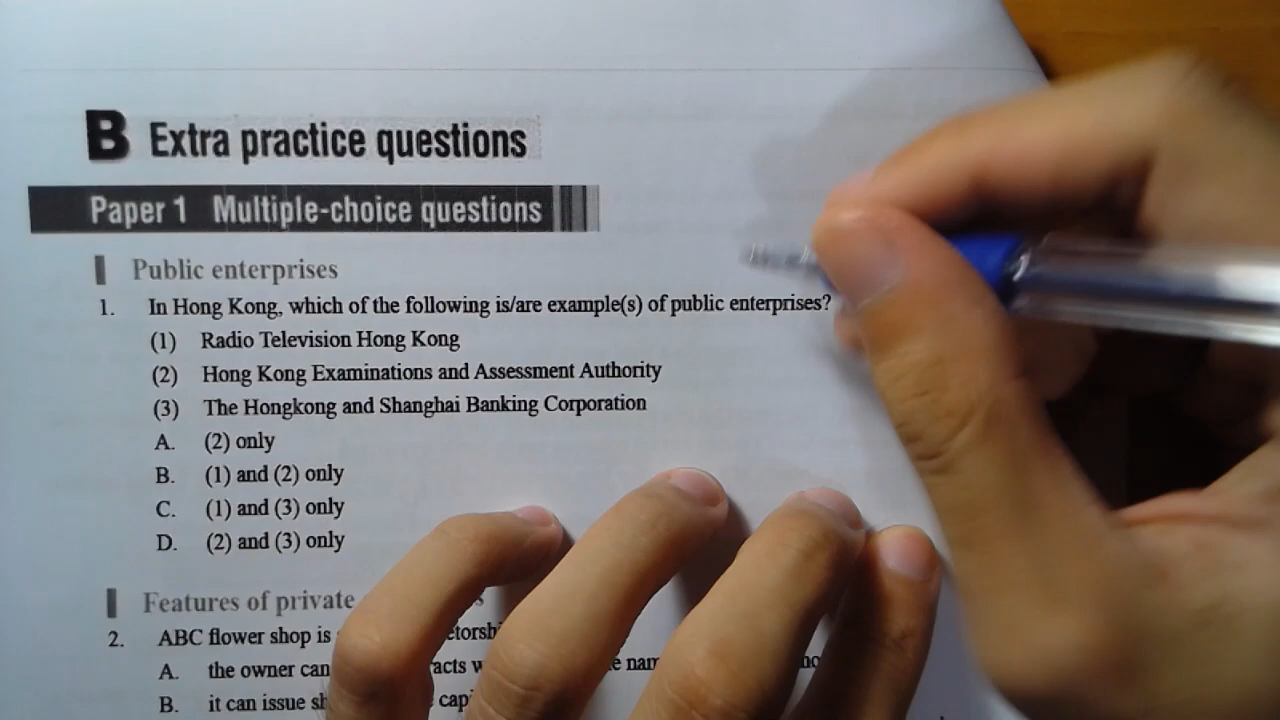 B Extra practice questions
Paper 1 Multiple-choice questions
Public enterprises
1. In Hong Kong, which of the following is/are example(s) of public enterprises?
(1) Radio Television Hong Kong
(2) Hong Kong Examinations and Assessment Authority
(3) The Hongkong and Shanghai Banking Corporation
A. (2) only
B. (1) and (2) only
C. (1) and (3) only
D. (2) and (3) only
Features of private
2. ABC flower shop is
A. the owner can
B. it can issue